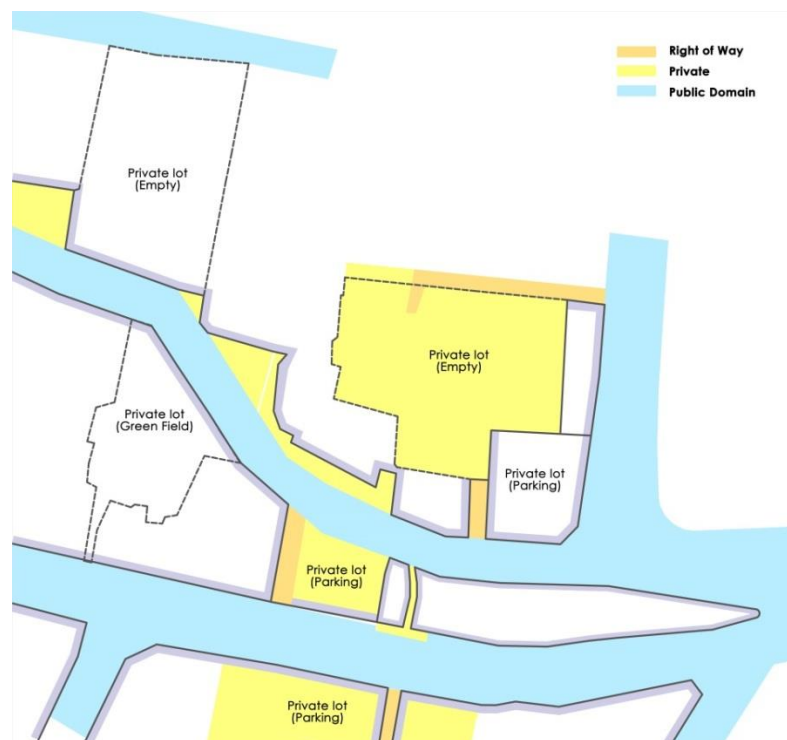 Right of Way
Private
Public Domain
Private lot
(Empty)
Private lot
(Empty)
Private lot
(Green Field)
Private lot
(Parking)
Private lot
(Parking)
Private lot
(Parking)